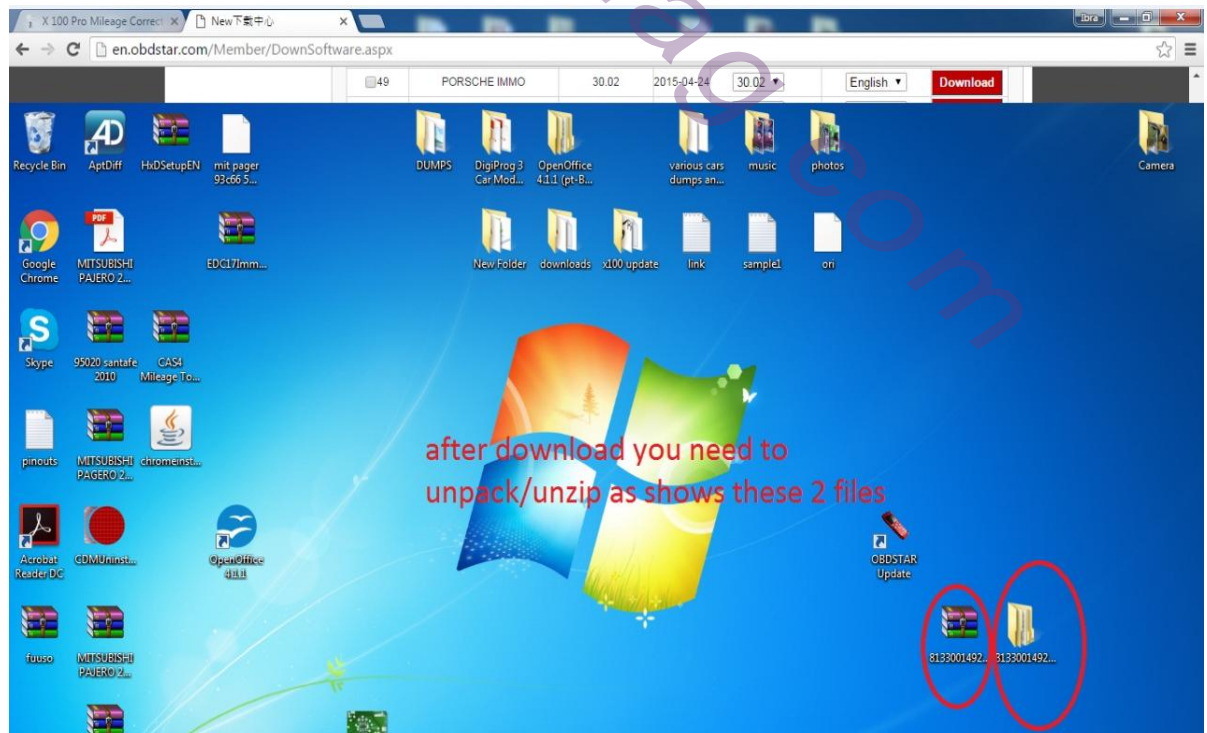 X 100 Pro Mileage Correct
New下载中心
Ibra
en.obdstar.com/Member/DownSoftware.aspx
49 PORSCHE IMMO 30.02 2015-04-24 30.02 English Download
Recycle Bin
AptDiff
HxDSetupEN
mit pager
93c66 5...
DUMPS
DigiProg 3
Car Mod...
OpenOffice
4.1.1 (pt-B...
various cars
dumps an...
music
photos
Camera
Google
Chrome
MITSUBISHI
PAJERO 2...
EDC17Imm...
New Folder
downloads
x100 update
link
sample1
ori
Skype
95020 santafe
2010
CAS4
Mileage To...
pinouts
MITSUBISHI
PAGERO 2...
chromeinst...
after download you need to
unpack/unzip as shows these 2 files
Acrobat
Reader DC
CDMUninst...
OpenOffice
4.1.1
OBDSTAR
Update
fuuso
MITSUBISHI
PAJERO 2...
8133001492...
8133001492...